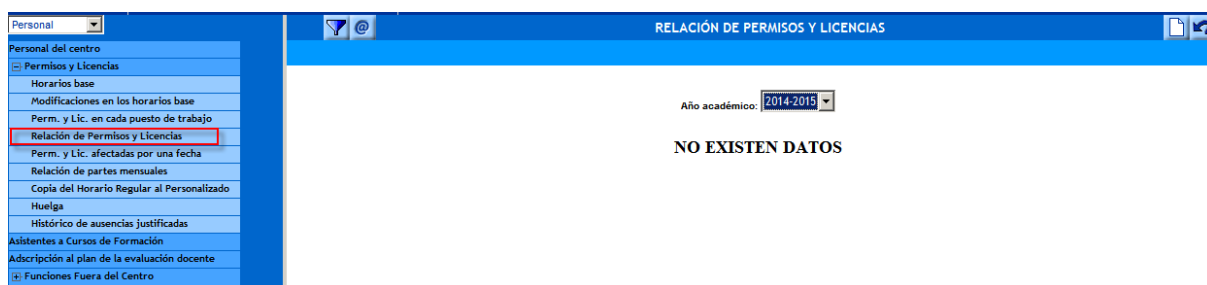 Personal
Personal del centro
Permisos y Licencias
Horarios base
Modificaciones en los horarios base
Perm. y Lic. en cada puesto de trabajo
Relación de Permisos y Licencias
Perm. y Lic. afectadas por una fecha
Relación de partes mensuales
Copia del Horario Regular al Personalizado
Huelga
Histórico de ausencias justificadas
Asistentes a Cursos de Formación
Adscripción al plan de la evaluación docente
Funciones Fuera del Centro
@
RELACIÓN DE PERMISOS Y LICENCIAS
Año académico: 2014-2015
NO EXISTEN DATOS